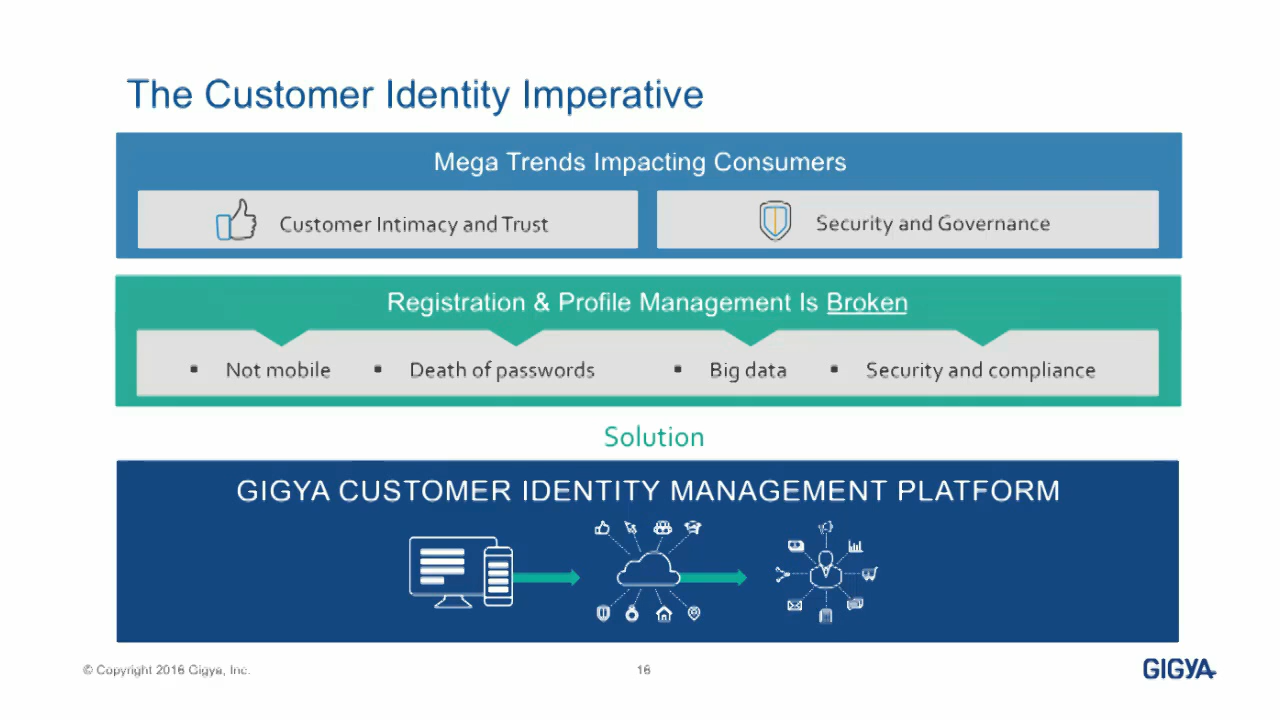 The Customer Identity Imperative
Mega Trends Impacting Consumers
Customer Intimacy and Trust
Security and Governance
Registration & Profile Management Is Broken
▪ Not mobile ▪ Death of passwords ▪ Big data ▪ Security and compliance
Solution
GIGYA CUSTOMER IDENTITY MANAGEMENT PLATFORM
© Copyright 2016 Gigya, Inc.
16
GIGYA